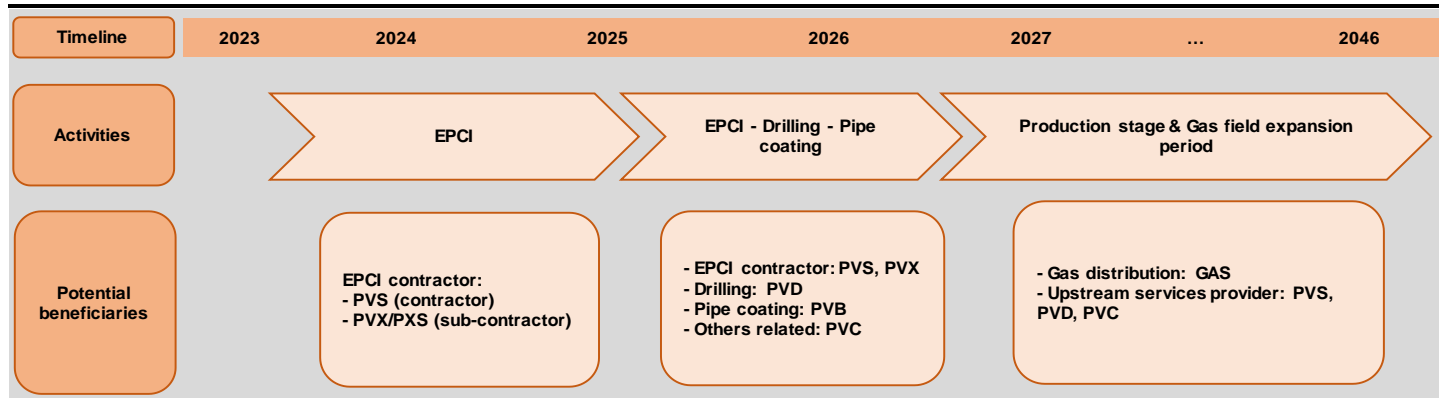 Timeline 2023 2024 2025 2026 2027 ... 2046
Activities
EPCI
EPCI - Drilling - Pipe
coating
Production stage & Gas field expansion
period
Potential
beneficiaries
EPCI contractor:
- PVS (contractor)
- PVX/PXS (sub-contractor)
- EPCI contractor: PVS, PVX
- Drilling: PVD
- Pipe coating: PVB
- Others related: PVC
- Gas distribution: GAS
- Upstream services provider: PVS,
PVD, PVC